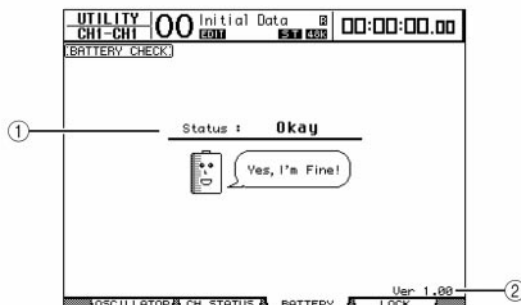 UTILITY
CH1-CH1
00 Initial Data R
EDIT ST 48K
00:00:00.00
BATTERY CHECK
① Status : Okay
Yes, I'm Fine!
Ver 1.00 ②
OSCILLATOR CH STATUS BATTERY LOCK